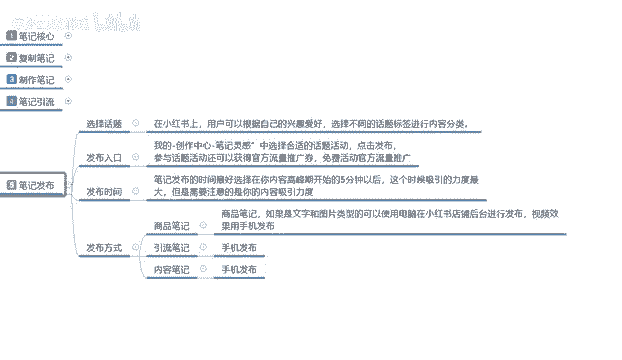 1 笔记核心
2 复制笔记
3 制作笔记
4 笔记引流
5 笔记发布
选择话题
在小红书上，用户可以根据自己的兴趣爱好，选择不同的话题标签进行内容分类。
发布入口
我的-创作中心-笔记灵感”中选择合适的话题活动，点击发布，
参与话题活动还可以获得官方流量推广券，免费活动官方流量推广
发布时间
笔记发布的时间最好选择在你内容高峰期开始的5分钟以后，这个时候吸引的力度最
大，但是需要注意的是你的内容吸引力度
发布方式
商品笔记
商品笔记，如果是文字和图片类型的可以使用电脑在小红书店铺后台进行发布，视频效
果用手机发布
引流笔记
手机发布
内容笔记
手机发布